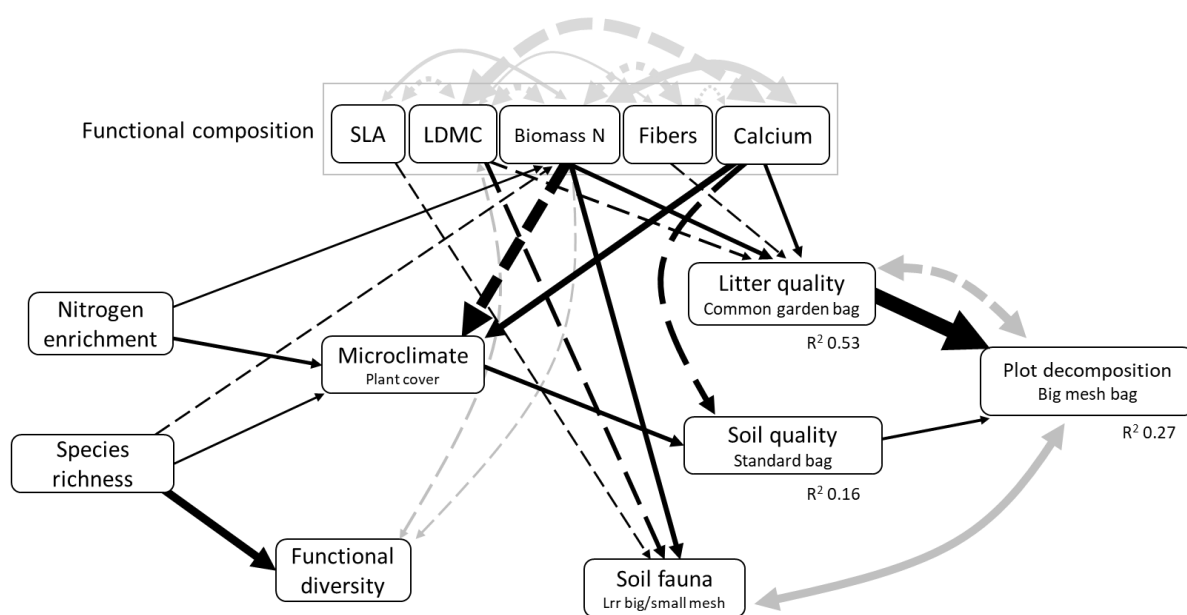 Functional composition
SLA
LDMC
Biomass N
Fibers
Calcium
Nitrogen
enrichment
Litter quality
Common garden bag
R² 0.53
Microclimate
Plant cover
Plot decomposition
Big mesh bag
R² 0.27
Species
richness
Soil quality
Standard bag
R² 0.16
Functional
diversity
Soil fauna
Lrr big/small mesh